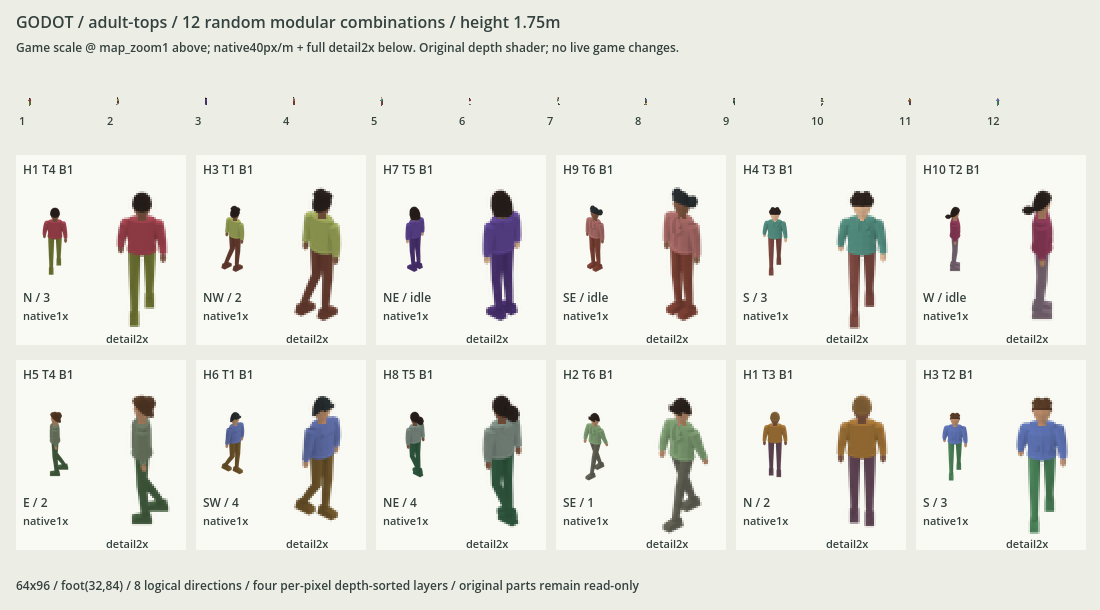 GODOT / adult-tops / 12 random modular combinations / height 1.75m
Game scale @ map_zoom1 above; native40px/m + full detail2x below. Original depth shader; no live game changes.
1 2 3 4 5 6 7 8 9 10 11 12
H1 T4 B1
N / 3
native1x
detail2x
H3 T1 B1
NW / 2
native1x
detail2x
H7 T5 B1
NE / idle
native1x
detail2x
H9 T6 B1
SE / idle
native1x
detail2x
H4 T3 B1
S / 3
native1x
detail2x
H10 T2 B1
W / idle
native1x
detail2x
H5 T4 B1
E / 2
native1x
detail2x
H6 T1 B1
SW / 4
native1x
detail2x
H8 T5 B1
NE / 4
native1x
detail2x
H2 T6 B1
SE / 1
native1x
detail2x
H1 T3 B1
N / 2
native1x
detail2x
H3 T2 B1
S / 3
native1x
detail2x
64x96 / foot(32,84) / 8 logical directions / four per-pixel depth-sorted layers / original parts remain read-only